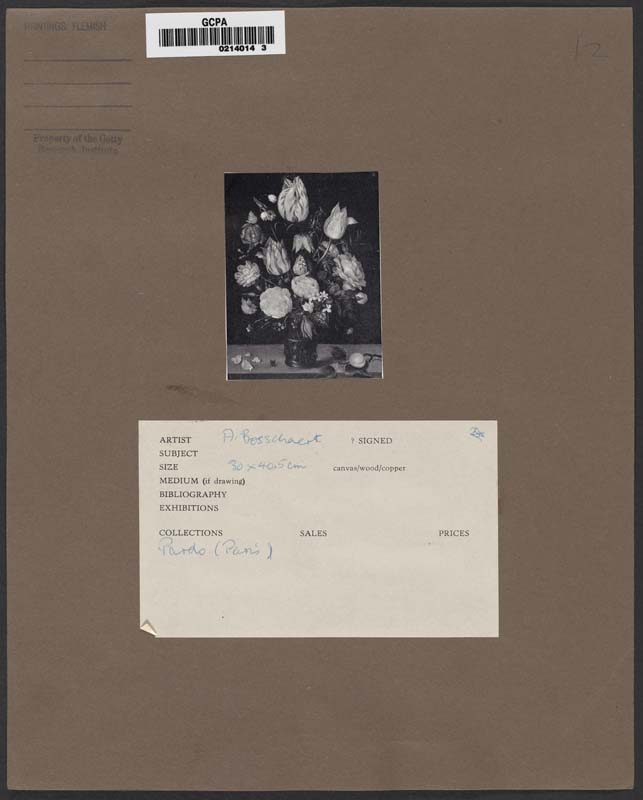 PAINTINGS: FLEMISH
GCPA
0214014 3
12
Property of the Getty
Research Institute
ARTIST A. Bosschaert ? SIGNED
SUBJECT
SIZE 30 x 40.5 cm canvas/wood/copper
MEDIUM (if drawing)
BIBLIOGRAPHY
EXHIBITIONS
COLLECTIONS SALES PRICES
Pardo (Paris)